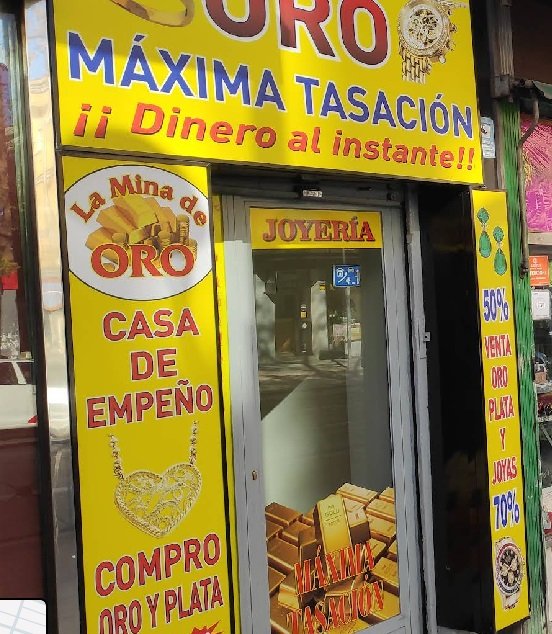 ORO
MÁXIMA TASACIÓN
¡¡ Dinero al instante!!
La Mina de
ORO
CASA
DE
EMPEÑO
COMPRO
ORO Y PLATA
JOYERÍA
MÁXIMA
TASACIÓN
50%
VENTA
ORO
PLATA
Y
JOYAS
70%